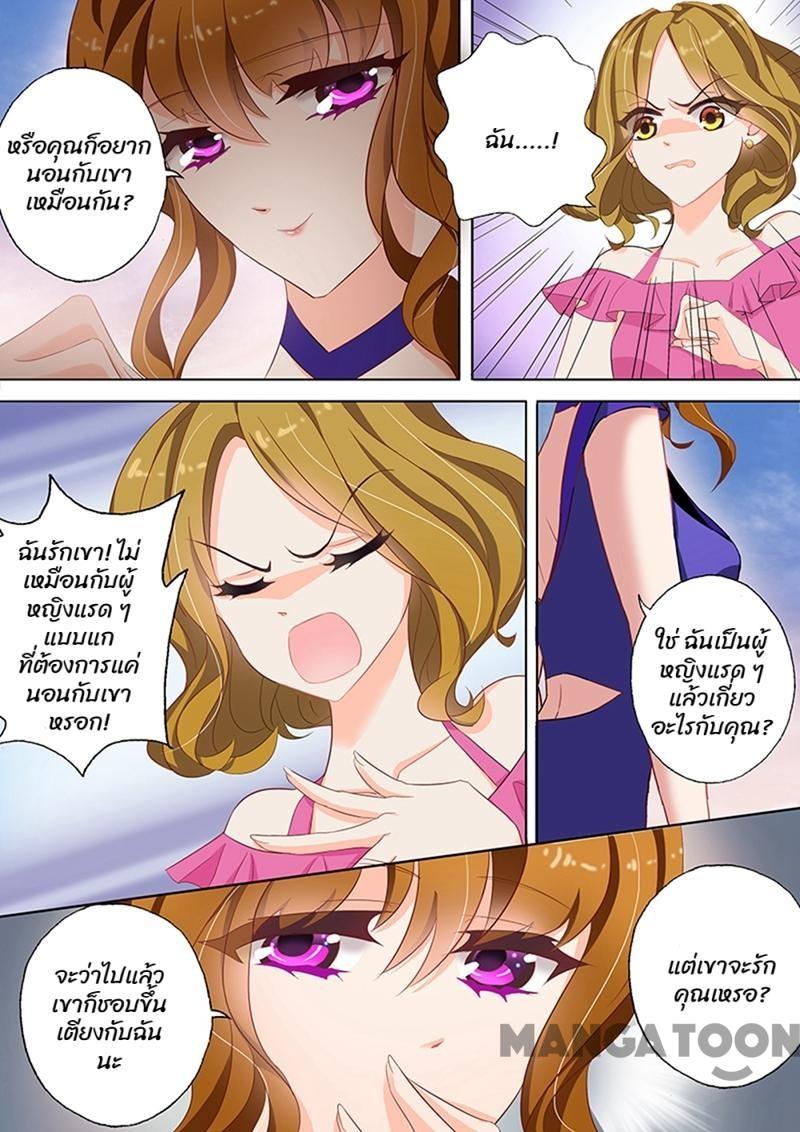 หรือคุณก็อยาก
นอนกับเขา
เหมือนกัน?
ฉัน.....!
ฉันรักเขา! ไม่
เหมือนกับผู้
หญิงแรด ๆ
แบบแก
ที่ต้องการแค่
นอนกับเขา
หรอก!
ใช่ ฉันเป็นผู้
หญิงแรด ๆ
แล้วเกี่ยว
อะไรกับคุณ?
จะว่าไปแล้ว
เขาก็ชอบขึ้น
เตียงกับฉัน
นะ
แต่เขาจะรัก
คุณเหรอ?
MANGATOON